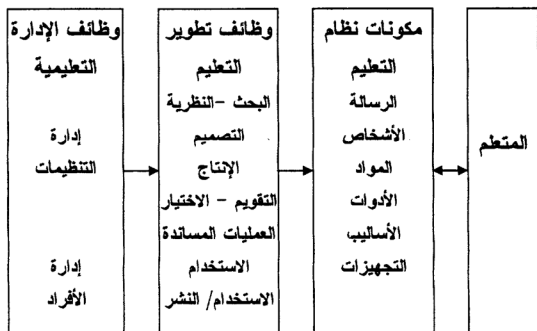 وظائف الإدارة
التعليمية
إدارة
التنظيمات
إدارة
الأفراد
وظائف تطوير
التعليم
البحث -النظرية
التصميم
الإنتاج
التقويم - الاختيار
العمليات المساندة
الاستخدام
الاستخدام/ النشر
مكونات نظام
التعليم
الرسالة
الأشخاص
المواد
الأدوات
الأساليب
التجهيزات
المتعلم